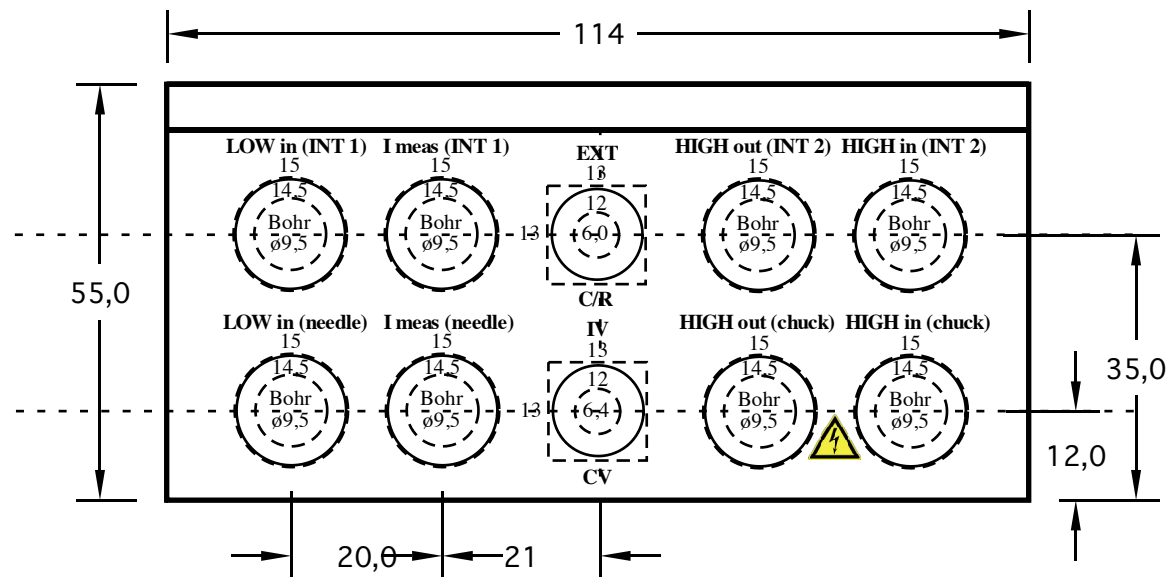 114
LOW in (INT 1) I meas (INT 1) EXT HIGH out (INT 2) HIGH in (INT 2)
15 15 13 15 15
14,5 14,5 12 14,5 14,5
Bohr Bohr Bohr Bohr
ø9,5 ø9,5 13 6,0 ø9,5 ø9,5
55,0
C/R
LOW in (needle) I meas (needle) IV HIGH out (chuck) HIGH in (chuck)
15 15 13 15 15
14,5 14,5 12 14,5 14,5
35,0
Bohr Bohr Bohr Bohr
ø9,5 ø9,5 13 6,4 ø9,5 ø9,5
12,0
CV
20,0 21